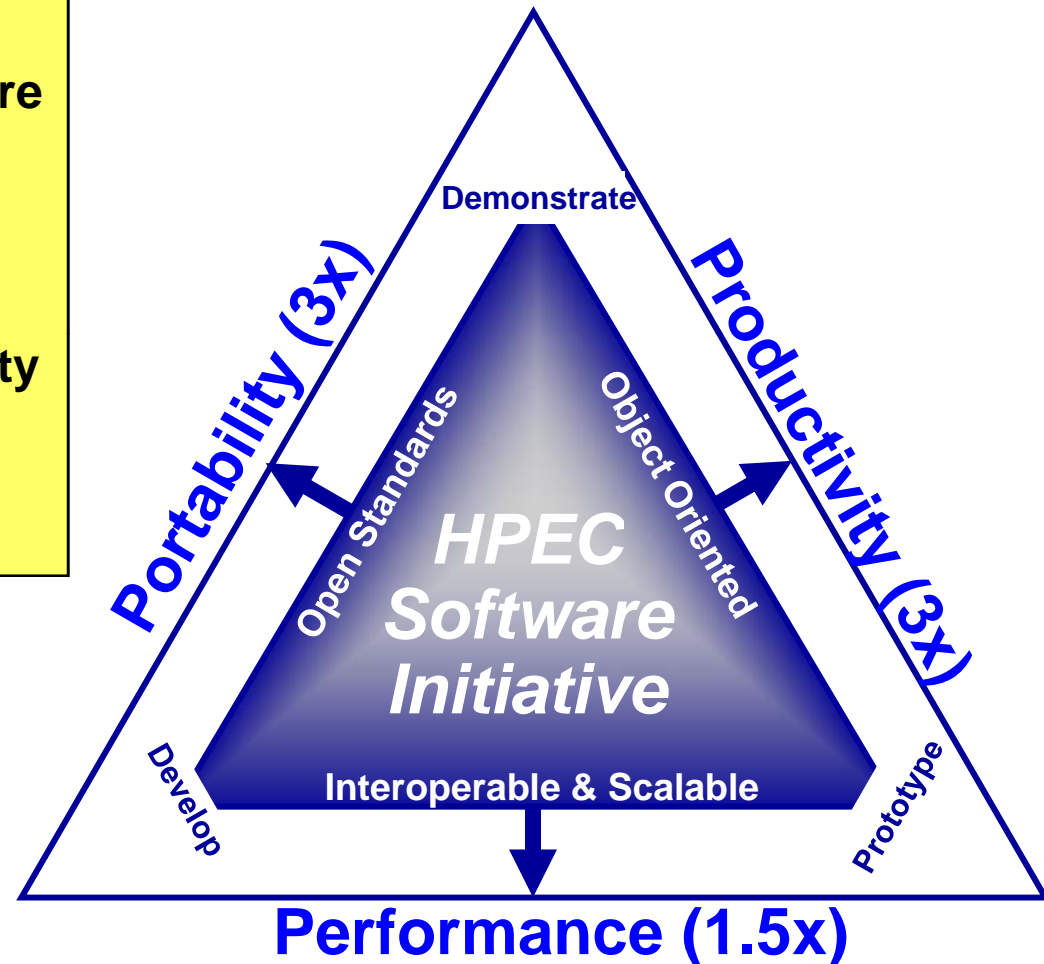 re
ty
Demonstrate
Portability (3x)
Productivity (3x)
Open Standards
Object Oriented
HPEC
Software
Initiative
Interoperable & Scalable
Develop
Prototype
Performance (1.5x)